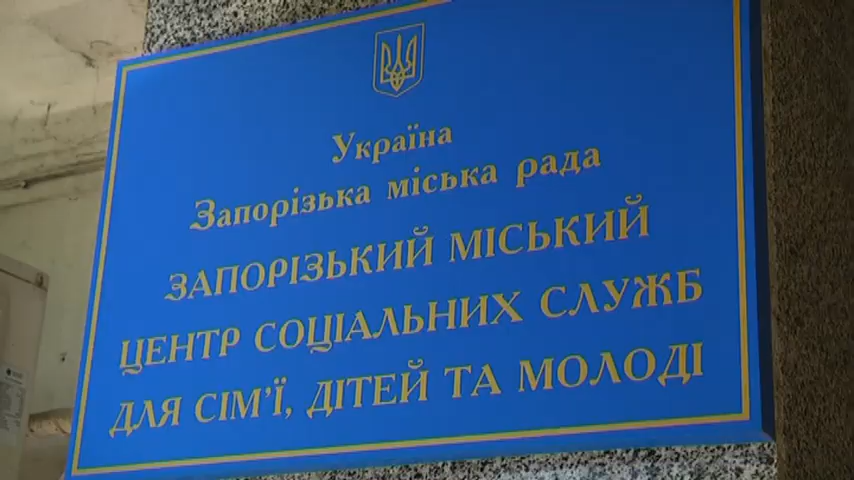 Україна
Запорізька міська рада
ЗАПОРІЗЬКИЙ МІСЬКИЙ
ЦЕНТР СОЦІАЛЬНИХ СЛУЖБ
ДЛЯ СІМ’Ї, ДІТЕЙ ТА МОЛОДІ